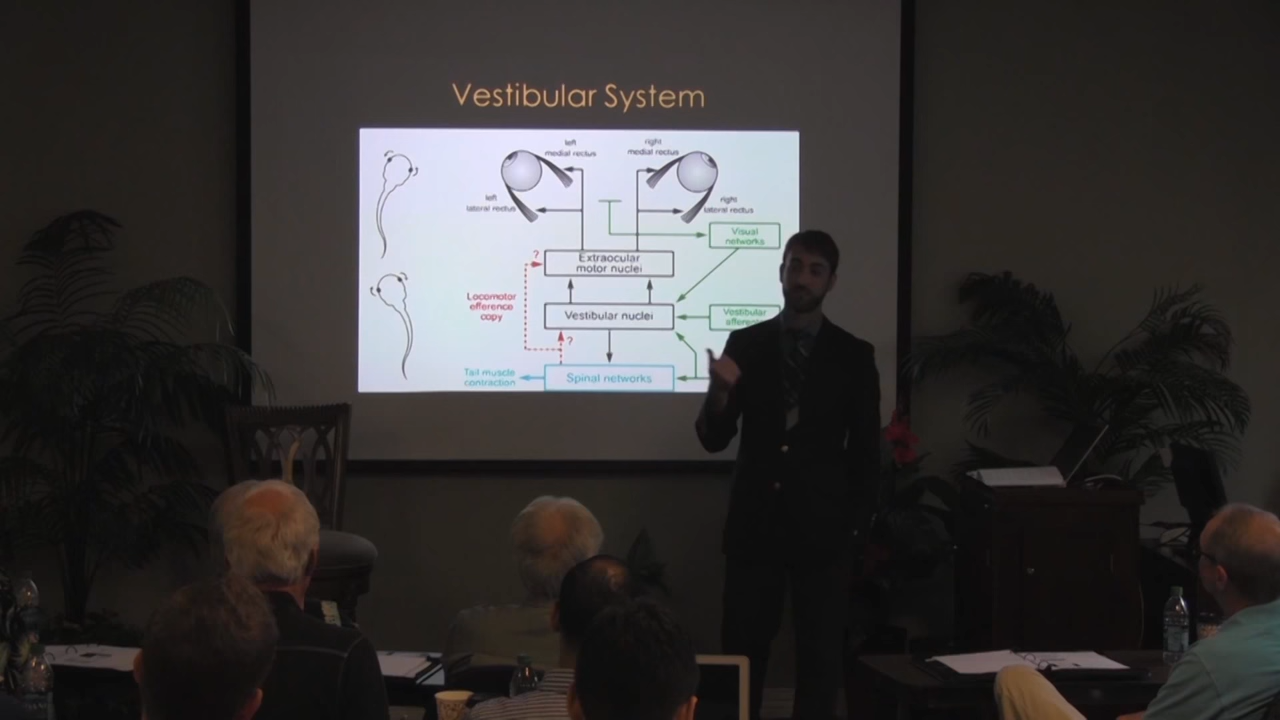 Vestibular System
left
medial rectus
right
medial rectus
left
lateral rectus
right
lateral rectus
Visual
networks
?
Extraocular
motor nuclei
Locomotor
efference
copy
Vestibular nuclei
Vestibular
?
Tail muscle
contraction
Spinal networks